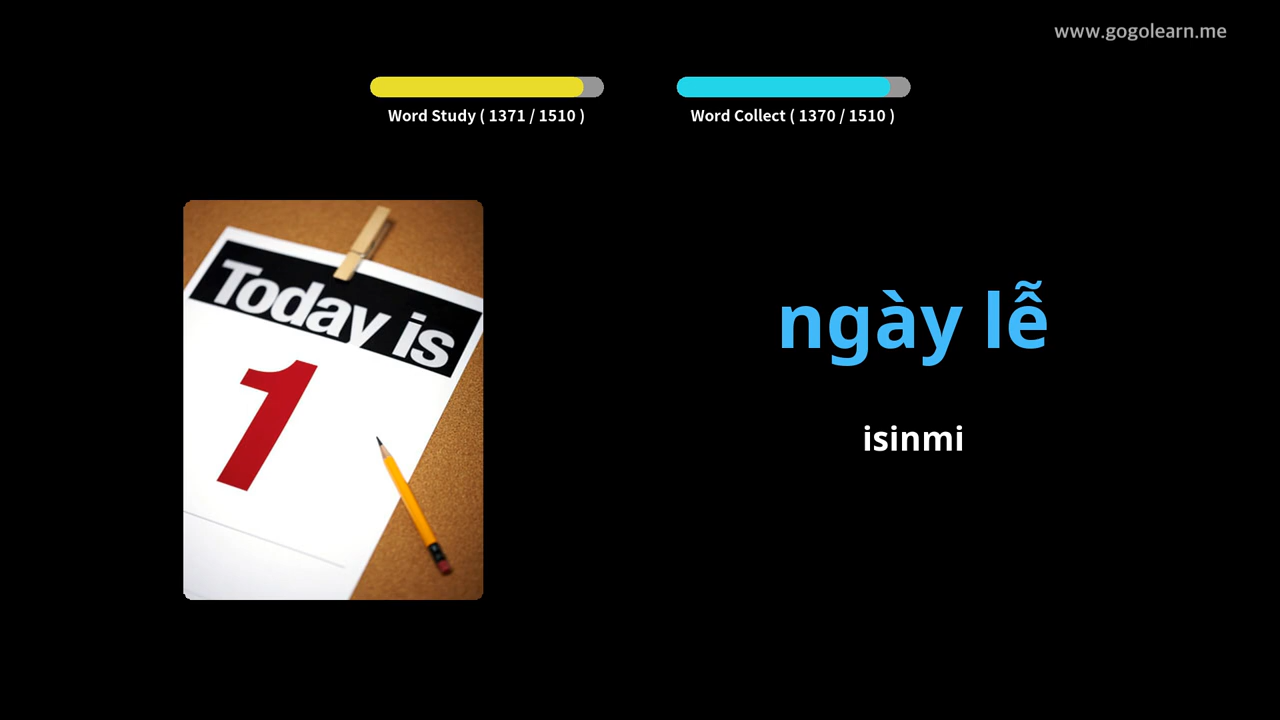 www.gogolearn.me
Word Study ( 1371 / 1510 )
Word Collect ( 1370 / 1510 )
Today is
1
ngày lễ
isinmi